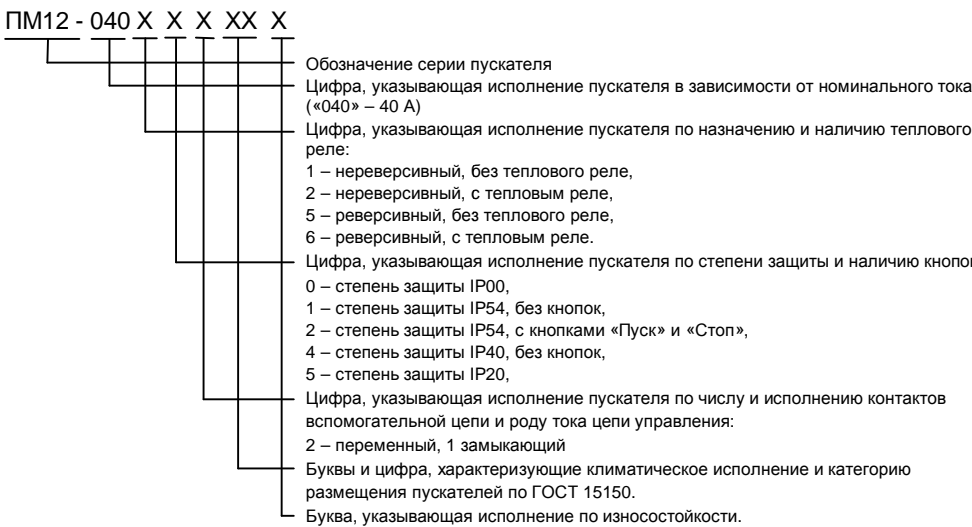 ПМ12 - 040 Х Х Х ХХ Х
Обозначение серии пускателя
Цифра, указывающая исполнение пускателя в зависимости от номинального тока
(«040» – 40 А)
Цифра, указывающая исполнение пускателя по назначению и наличию теплового
реле:
1 – нереверсивный, без теплового реле,
2 – нереверсивный, с тепловым реле,
5 – реверсивный, без теплового реле,
6 – реверсивный, с тепловым реле.
Цифра, указывающая исполнение пускателя по степени защиты и наличию кнопок
0 – степень защиты IP00,
1 – степень защиты IP54, без кнопок,
2 – степень защиты IP54, с кнопками «Пуск» и «Стоп»,
4 – степень защиты IP40, без кнопок,
5 – степень защиты IP20,
Цифра, указывающая исполнение пускателя по числу и исполнению контактов
вспомогательной цепи и роду тока цепи управления:
2 – переменный, 1 замыкающий
Буквы и цифра, характеризующие климатическое исполнение и категорию
размещения пускателей по ГОСТ 15150.
Буква, указывающая исполнение по износостойкости.